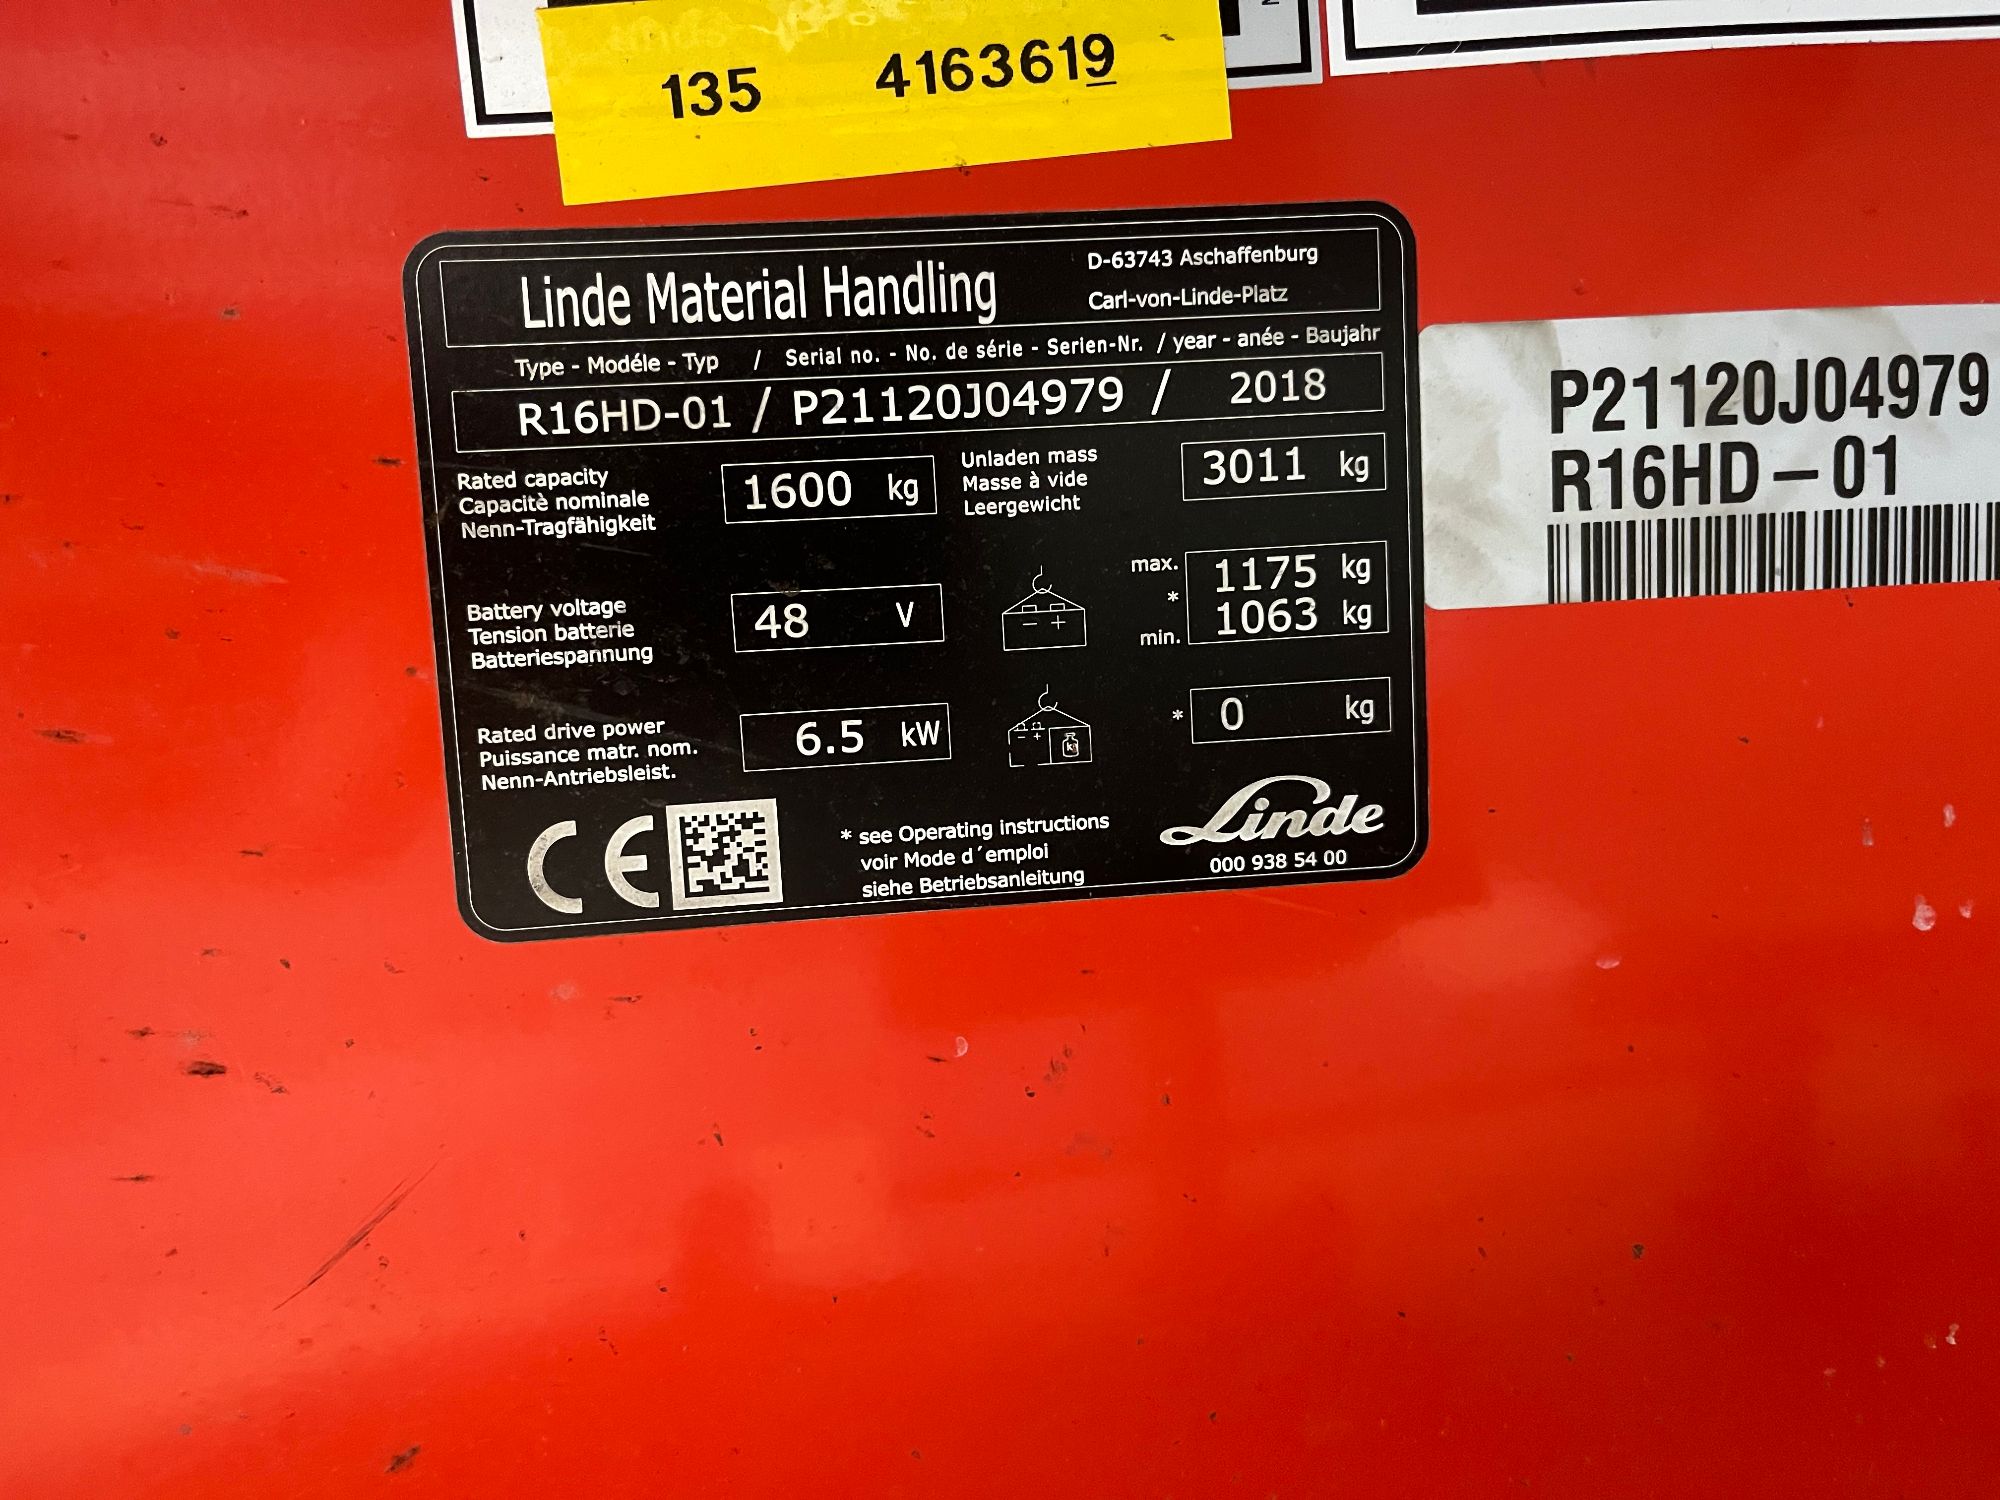 135 4163619
Linde Material Handling
D-63743 Aschaffenburg
Carl-von-Linde-Platz
Type - Modéle - Typ / Serial no. - No. de série - Serien-Nr. / year - anée - Baujahr
R16HD-01 / P21120J04979 / 2018
Rated capacity
Capacitè nominale
Nenn-Tragfähigkeit
1600 kg
Unladen mass
Masse à vide
Leergewicht
3011 kg
Battery voltage
Tension batterie
Batteriespannung
48 V
- +
max. 1175 kg
*
min. 1063 kg
Rated drive power
Puissance matr. nom.
Nenn-Antriebsleist.
6.5 kW
- +
kg
* 0 kg
CE
* see Operating instructions
voir Mode d´emploi
siehe Betriebsanleitung
Linde
000 938 54 00
P21120J04979
R16HD-01